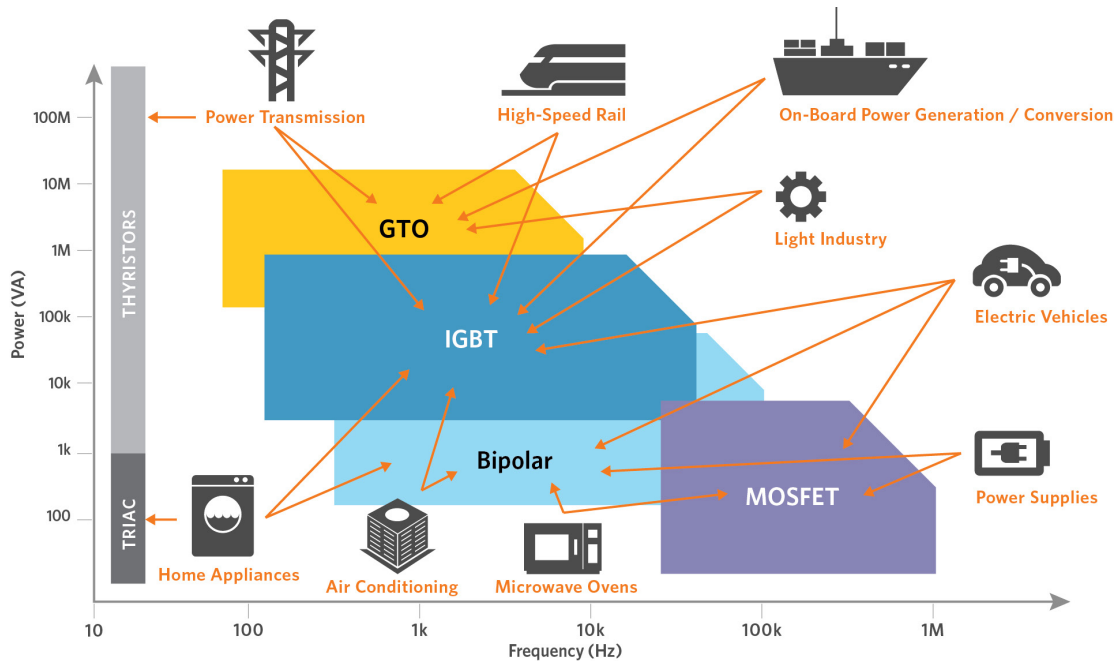 Power Transmission
High-Speed Rail
On-Board Power Generation / Conversion
Light Industry
Electric Vehicles
Power Supplies
Microwave Ovens
Air Conditioning
Home Appliances
GTO
IGBT
Bipolar
MOSFET
THYRISTORS
TRIAC
Power (VA)
100M
10M
1M
100k
10k
1k
100
10
100
1k
10k
100k
1M
Frequency (Hz)